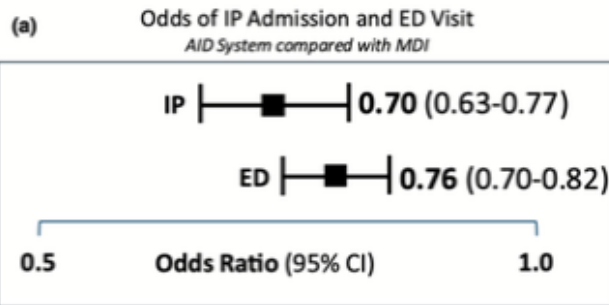 (a)
Odds of IP Admission and ED Visit
AID System compared with MDI
IP 0.70 (0.63-0.77)
ED 0.76 (0.70-0.82)
0.5 Odds Ratio (95% CI) 1.0